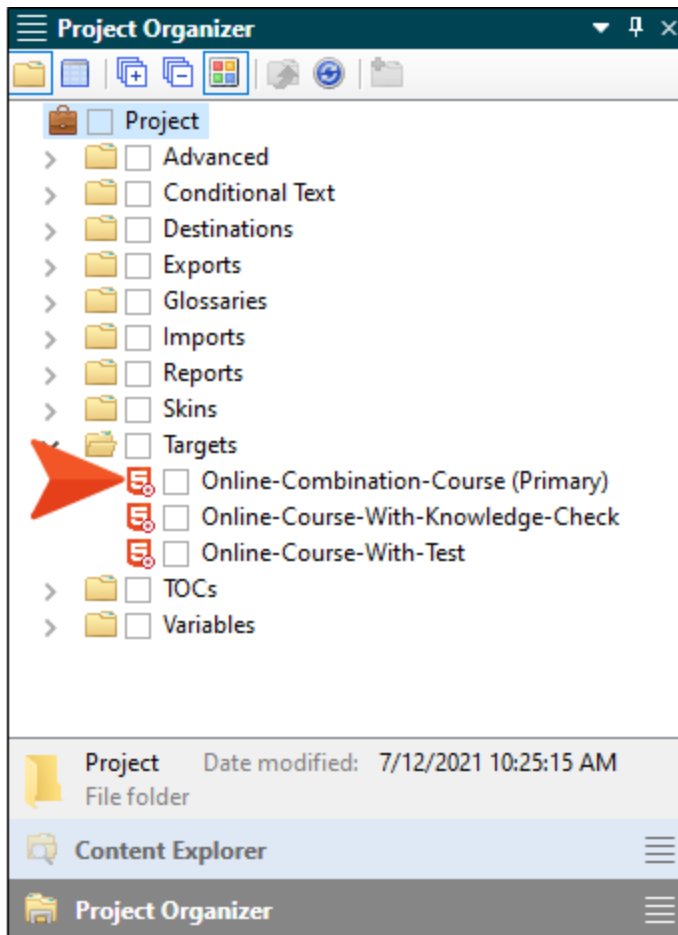 Project Organizer
Project
Advanced
Conditional Text
Destinations
Exports
Glossaries
Imports
Reports
Skins
Targets
Online-Combination-Course (Primary)
Online-Course-With-Knowledge-Check
Online-Course-With-Test
TOCs
Variables
Project Date modified: 7/12/2021 10:25:15 AM
File folder
Content Explorer
Project Organizer